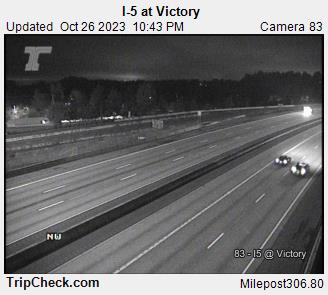 I-5 at Victory
Updated Oct 26 2023 10:43 PM Camera 83
T
NW
83 - I5 @ Victory
TripCheck.com Milepost306.80